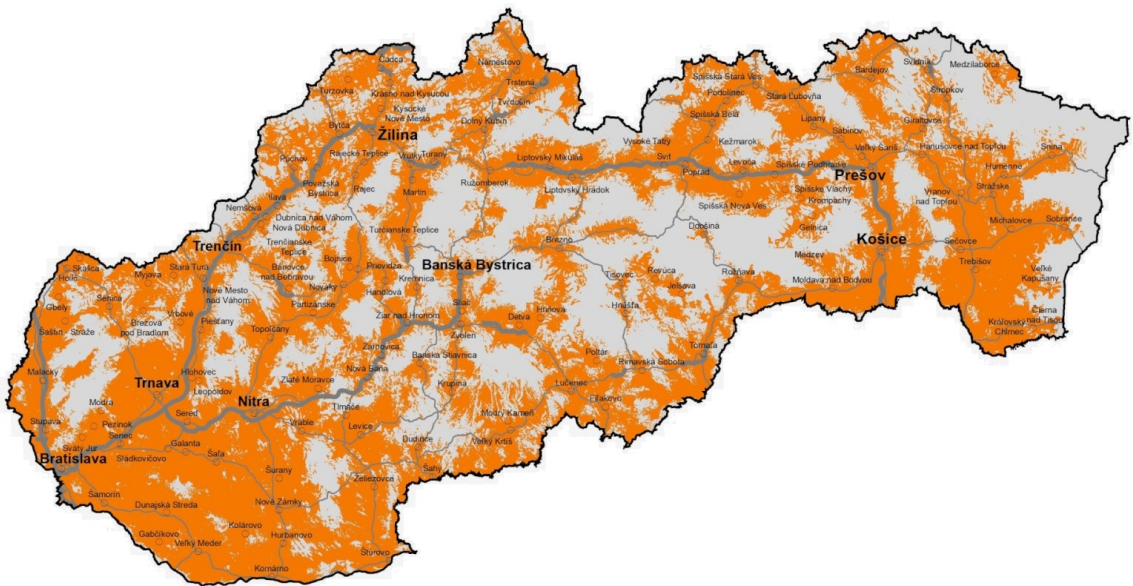 Čadca
Námestovo
Trstená
Turzovka
Krásno nad Kysucou
Tvrdošín
Kysucké
Nové Mesto
Bytča
Dolný Kubín
Žilina
Rajecké Teplice
Vrútky
Turany
Púchov
Považská
Bystrica
Rajec
Martin
Ružomberok
Liptovský Mikuláš
Liptovský Hrádok
Vysoké Tatry
Svit
Poprad
Kežmarok
Levoča
Spišská Stará Ves
Podolínec
Spišská Belá
Stará Ľubovňa
Lipany
Sabinov
Bardejov
Svidník
Medzilaborce
Stropkov
Giraltovce
Veľký Šariš
Hanušovce nad Topľou
Spišské Podhradie
Prešov
Humenné
Snina
Strážske
Vranov
nad Topľou
Spišské Vlachy
Krompachy
Spišská Nová Ves
Gelnica
Michalovce
Sobrance
Košice
Sečovce
Trebišov
Veľké
Kapušany
Medzev
Moldava nad Bodvou
Kráľovský
Chlmec
Čierna
nad Tisou
Ilava
Nemšová
Dubnica nad Váhom
Nová Dubnica
Trenčín
Trenčianske
Teplice
Turčianske Teplice
Bojnice
Prievidza
Bánovce
nad Bebravou
Nováky
Handlová
Kremnica
Banská Bystrica
Brezno
Dobšiná
Tisovec
Revúca
Jelšava
Rožňava
Hnúšťa
Skalica
Holíč
Gbely
Myjava
Stará Turá
Senica
Nové Mesto
nad Váhom
Partizánske
Šaštín - Stráže
Brezová
pod Bradlom
Vrbové
Piešťany
Topoľčany
Žiar nad Hronom
Sliač
Zvolen
Detva
Hriňová
Žarnovica
Banská Štiavnica
Nová Baňa
Krupina
Poltár
Rimavská Sobota
Tornaľa
Malacky
Hlohovec
Trnava
Leopoldov
Zlaté Moravce
Lučenec
Fiľakovo
Modra
Nitra
Tlmače
Modrý Kameň
Stupava
Pezinok
Sereď
Vráble
Levice
Dudince
Veľký Krtíš
Svätý Jur
Senec
Bratislava
Sládkovičovo
Galanta
Šaľa
Šurany
Šahy
Želiezovce
Šamorín
Dunajská Streda
Nové Zámky
Gabčíkovo
Kolárovo
Hurbanovo
Veľký Meder
Komárno
Štúrovo